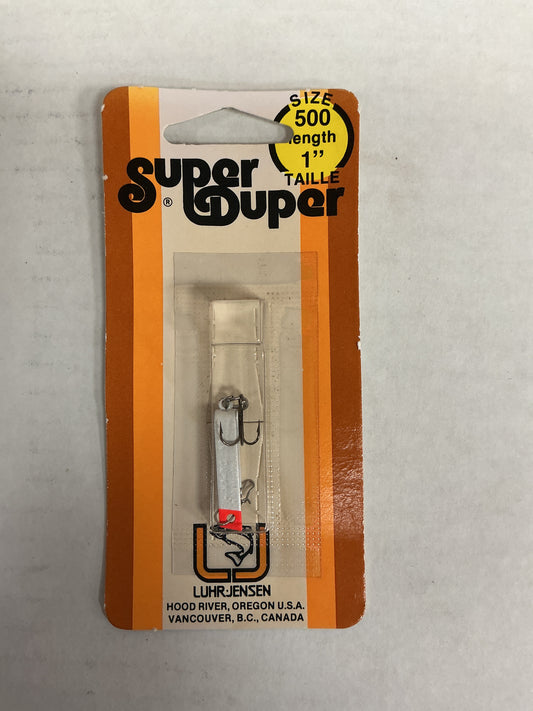 SIZE
500
length
1"
TAILLE
Super
® Duper
LUHR-JENSEN
HOOD RIVER, OREGON U.S.A.
VANCOUVER, B.C., CANADA